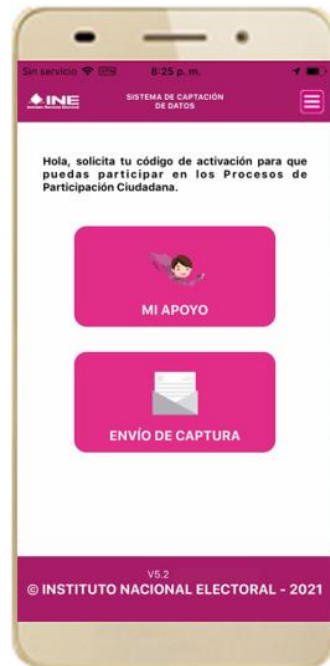 Sin servicio VPN 8:25 p. m.
INE
SISTEMA DE CAPTACIÓN
DE DATOS
Hola, solicita tu código de activación para que
puedas participar en los Procesos de
Participación Ciudadana.
MI APOYO
ENVÍO DE CAPTURA
V5.2
© INSTITUTO NACIONAL ELECTORAL - 2021